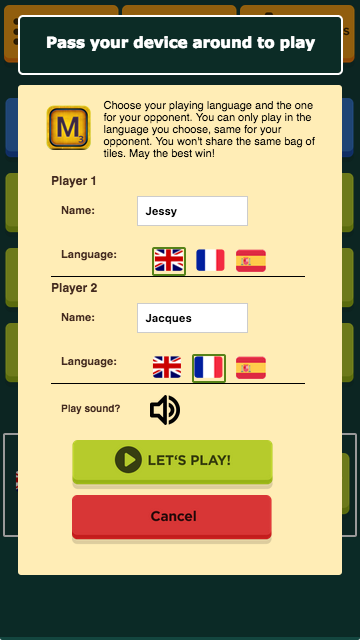 Pass your device around to play
M
3
Choose your playing language and the one
for your opponent. You can only play in the
language you choose, same for your
opponent. You won't share the same bag of
tiles. May the best win!
Player 1
Name:
Jessy
Language:
Player 2
Name:
Jacques
Language:
Play sound?
LET'S PLAY!
Cancel